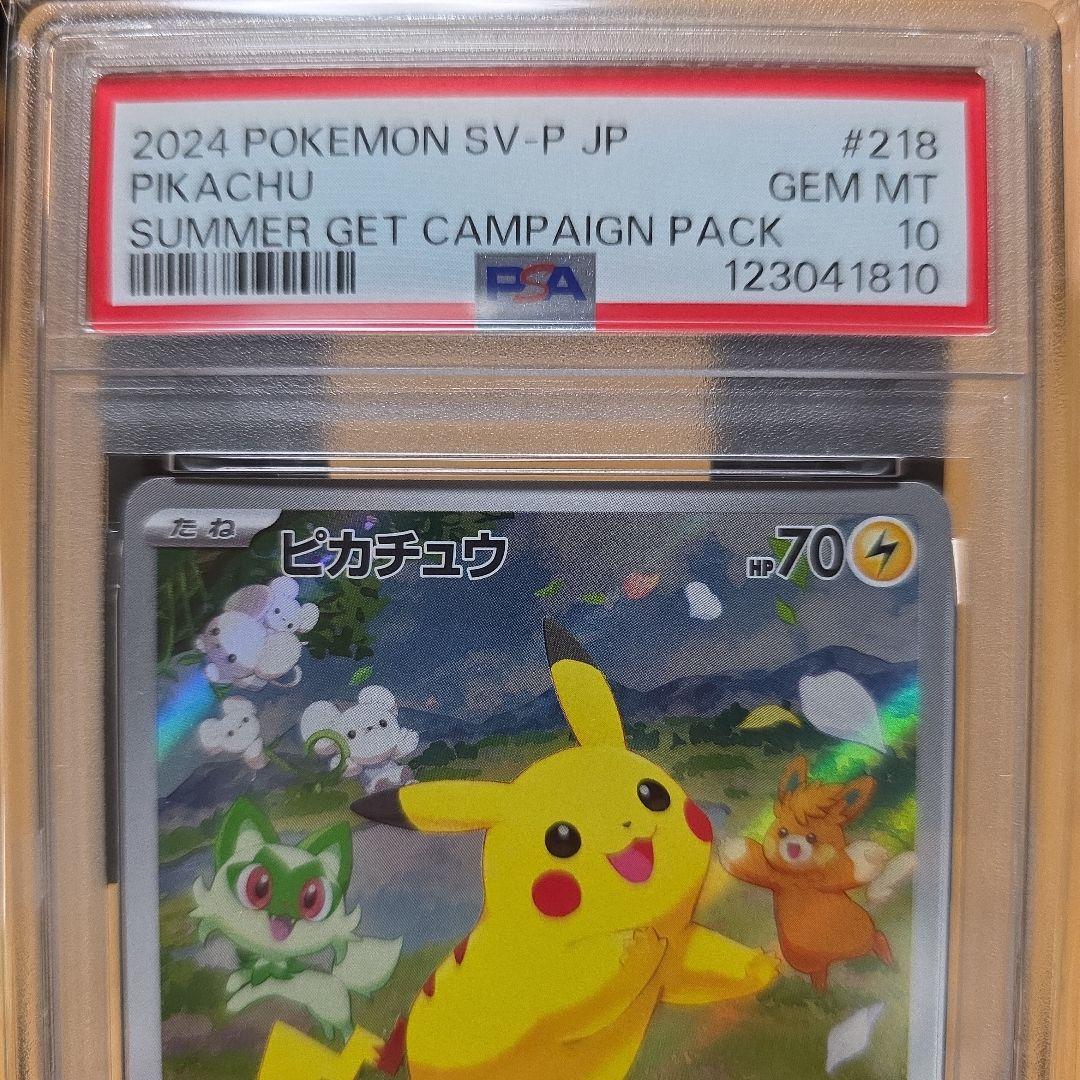 2024 POKEMON SV-P JP #218
PIKACHU GEM MT
SUMMER GET CAMPAIGN PACK 10
PSA 123041810
たね ピカチュウ HP70